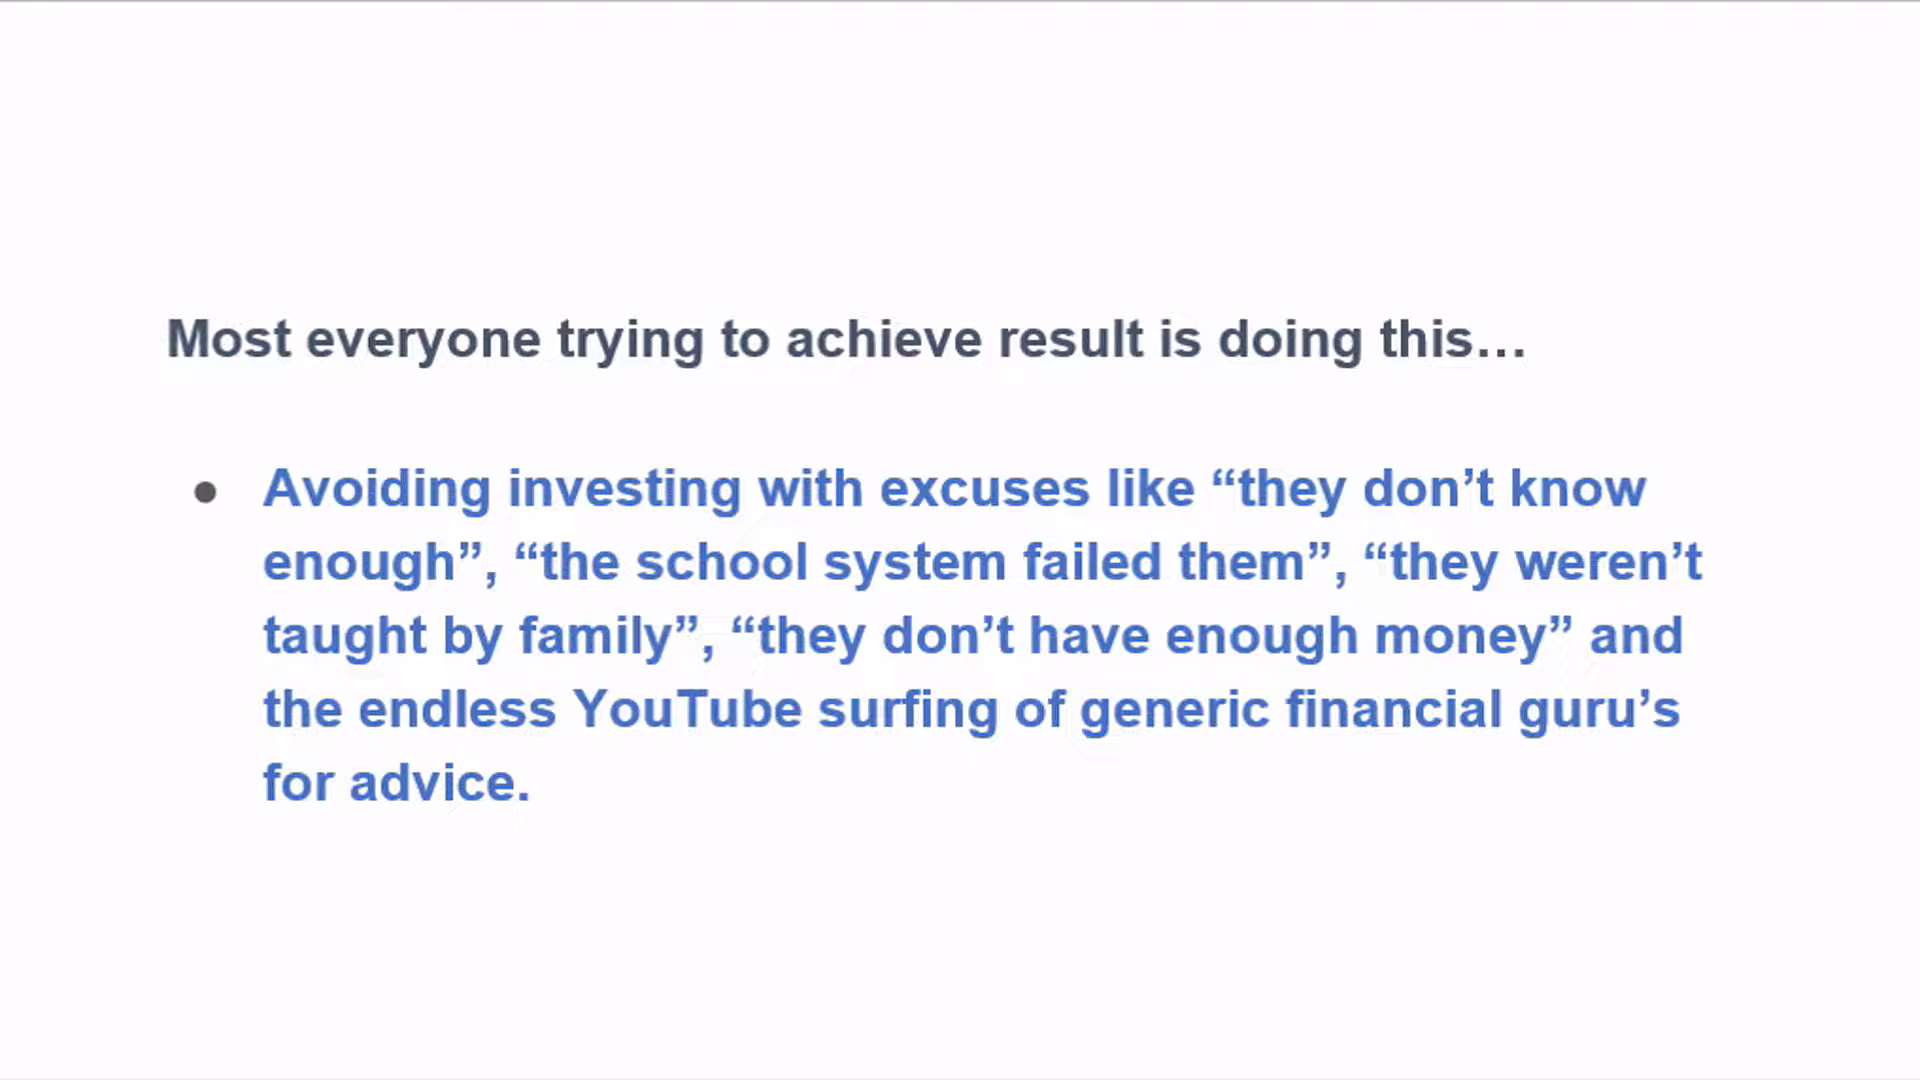 Most everyone trying to achieve result is doing this…
● Avoiding investing with excuses like “they don’t know
enough”, “the school system failed them”, “they weren’t
taught by family”, “they don’t have enough money” and
the endless YouTube surfing of generic financial guru’s
for advice.